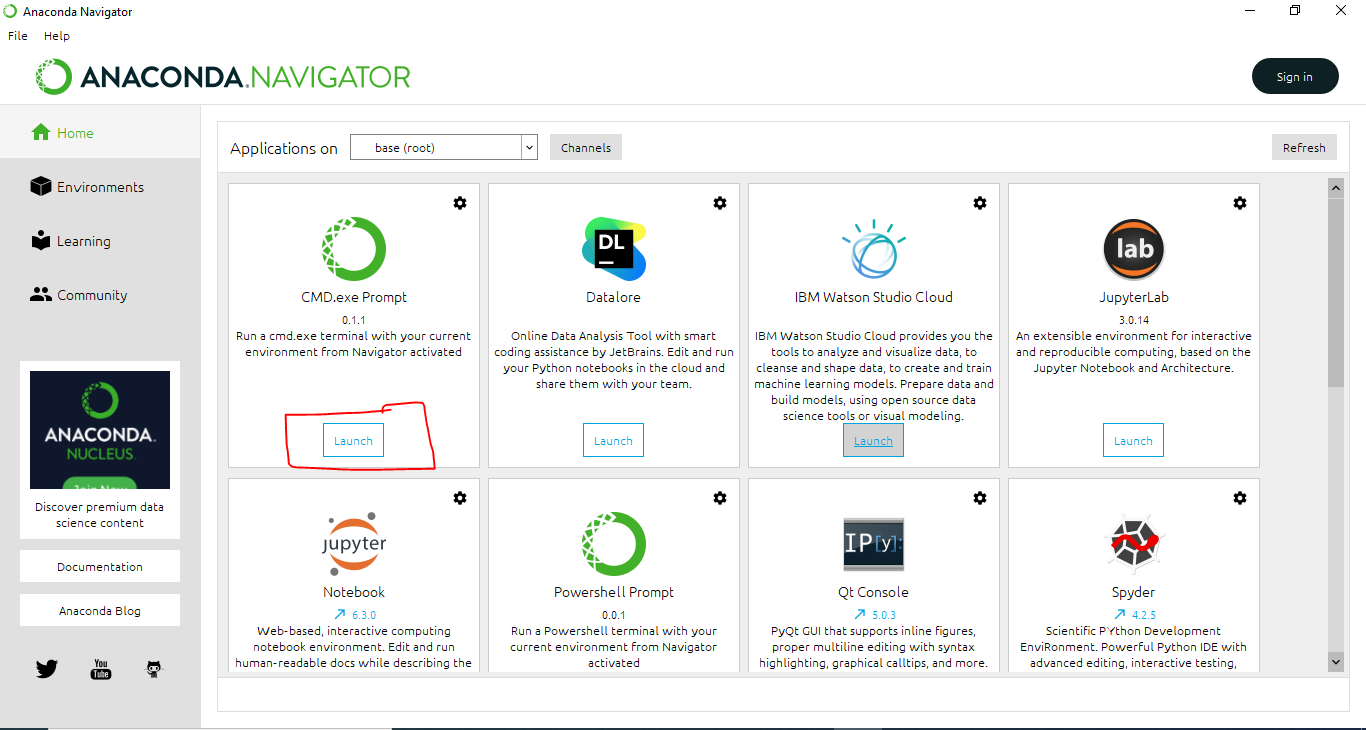 Anaconda Navigator
File Help
ANACONDA.NAVIGATOR
Sign in
Home
Environments
Learning
Community
ANACONDA.
NUCLEUS
Join Now
Discover premium data
science content
Documentation
Anaconda Blog
You
Tube
Applications on base (root) Channels Refresh
CMD.exe Prompt
0.1.1
Run a cmd.exe terminal with your current
environment from Navigator activated
Launch
DL
Datalore
Online Data Analysis Tool with smart
coding assistance by JetBrains. Edit and run
your Python notebooks in the cloud and
share them with your team.
Launch
IBM Watson Studio Cloud
IBM Watson Studio Cloud provides you the
tools to analyze and visualize data, to
cleanse and shape data, to create and train
machine learning models. Prepare data and
build models, using open source data
science tools or visual modeling.
Launch
lab
JupyterLab
3.0.14
An extensible environment for interactive
and reproducible computing, based on the
Jupyter Notebook and Architecture.
Launch
jupyter
Notebook
6.3.0
Web-based, interactive computing
notebook environment. Edit and run
human-readable docs while describing the
Powershell Prompt
0.0.1
Run a Powershell terminal with your
current environment from Navigator
activated
IP[y]:
Qt Console
5.0.3
PyQt GUI that supports inline figures,
proper multiline editing with syntax
highlighting, graphical calltips, and more.
Spyder
4.2.5
Scientific PYthon Development
EnviRonment. Powerful Python IDE with
advanced editing, interactive testing,